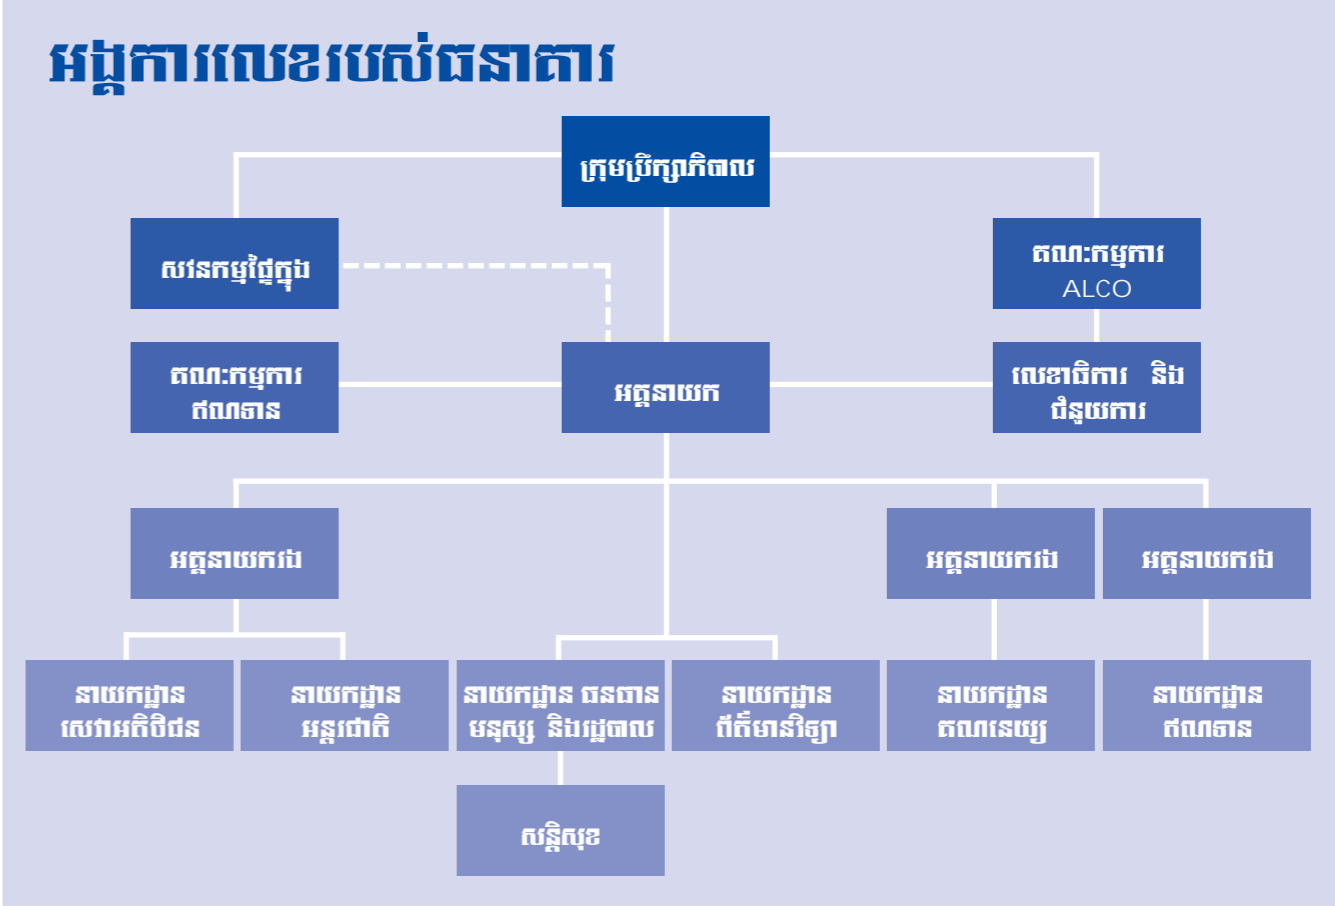 អង្គការលេខរបស់ធនាគារ
ក្រុមប្រឹក្សាភិបាល
សវនកម្មផ្ទៃក្នុង
គណៈកម្មការ
ALCO
គណៈកម្មការ
ឥណទាន
អគ្គនាយក
លេខាធិការ និង
ជំនួយការ
អគ្គនាយករង
អគ្គនាយករង
អគ្គនាយករង
នាយកដ្ឋាន
សេវាអតិថិជន
នាយកដ្ឋាន
អន្តរជាតិ
នាយកដ្ឋាន ធនធាន
មនុស្ស និងរដ្ឋបាល
នាយកដ្ឋាន
ព័ត៌មានវិទ្យា
នាយកដ្ឋាន
គណនេយ្យ
នាយកដ្ឋាន
ឥណទាន
សន្តិសុខ